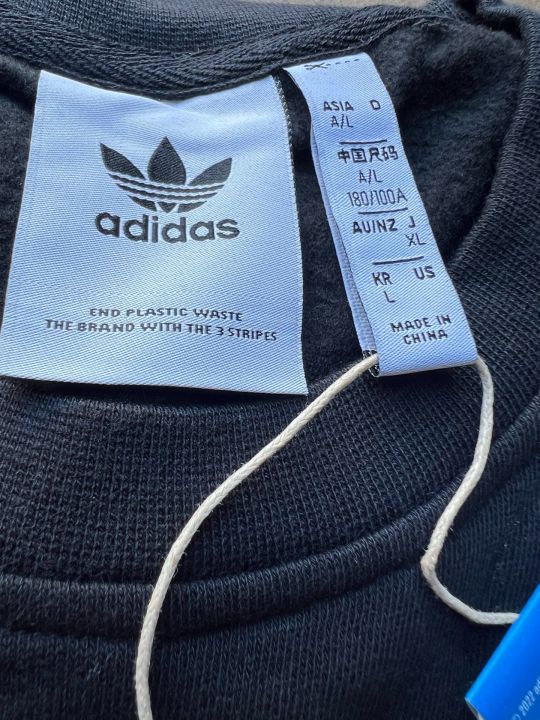 adidas
END PLASTIC WASTE
THE BRAND WITH THE 3 STRIPES
ASIA D
A/L
中国尺码
A/L
180/100A
AU/NZ J
XL
KR US
L
MADE IN
CHINA
© 2022